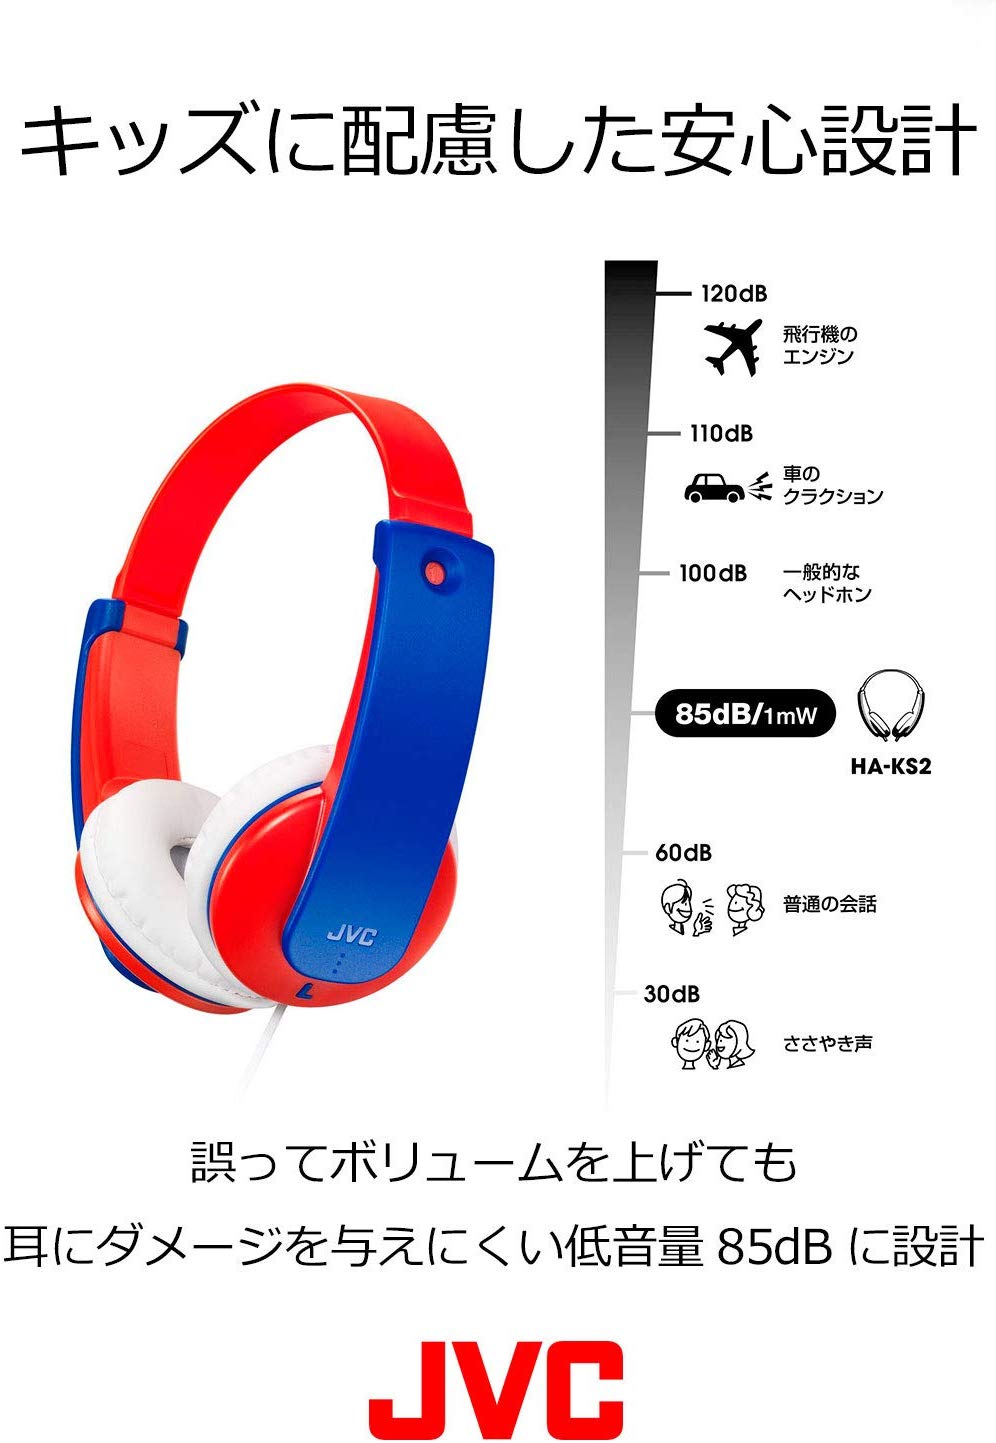 キッズに配慮した安心設計
120dB
飛行機の
エンジン
110dB
車の
クラクション
100dB
一般的な
ヘッドホン
85dB/1mW
HA-KS2
60dB
普通の会話
30dB
ささやき声
JVC
L
誤ってボリュームを上げても
耳にダメージを与えにくい低音量 85dB に設計
JVC